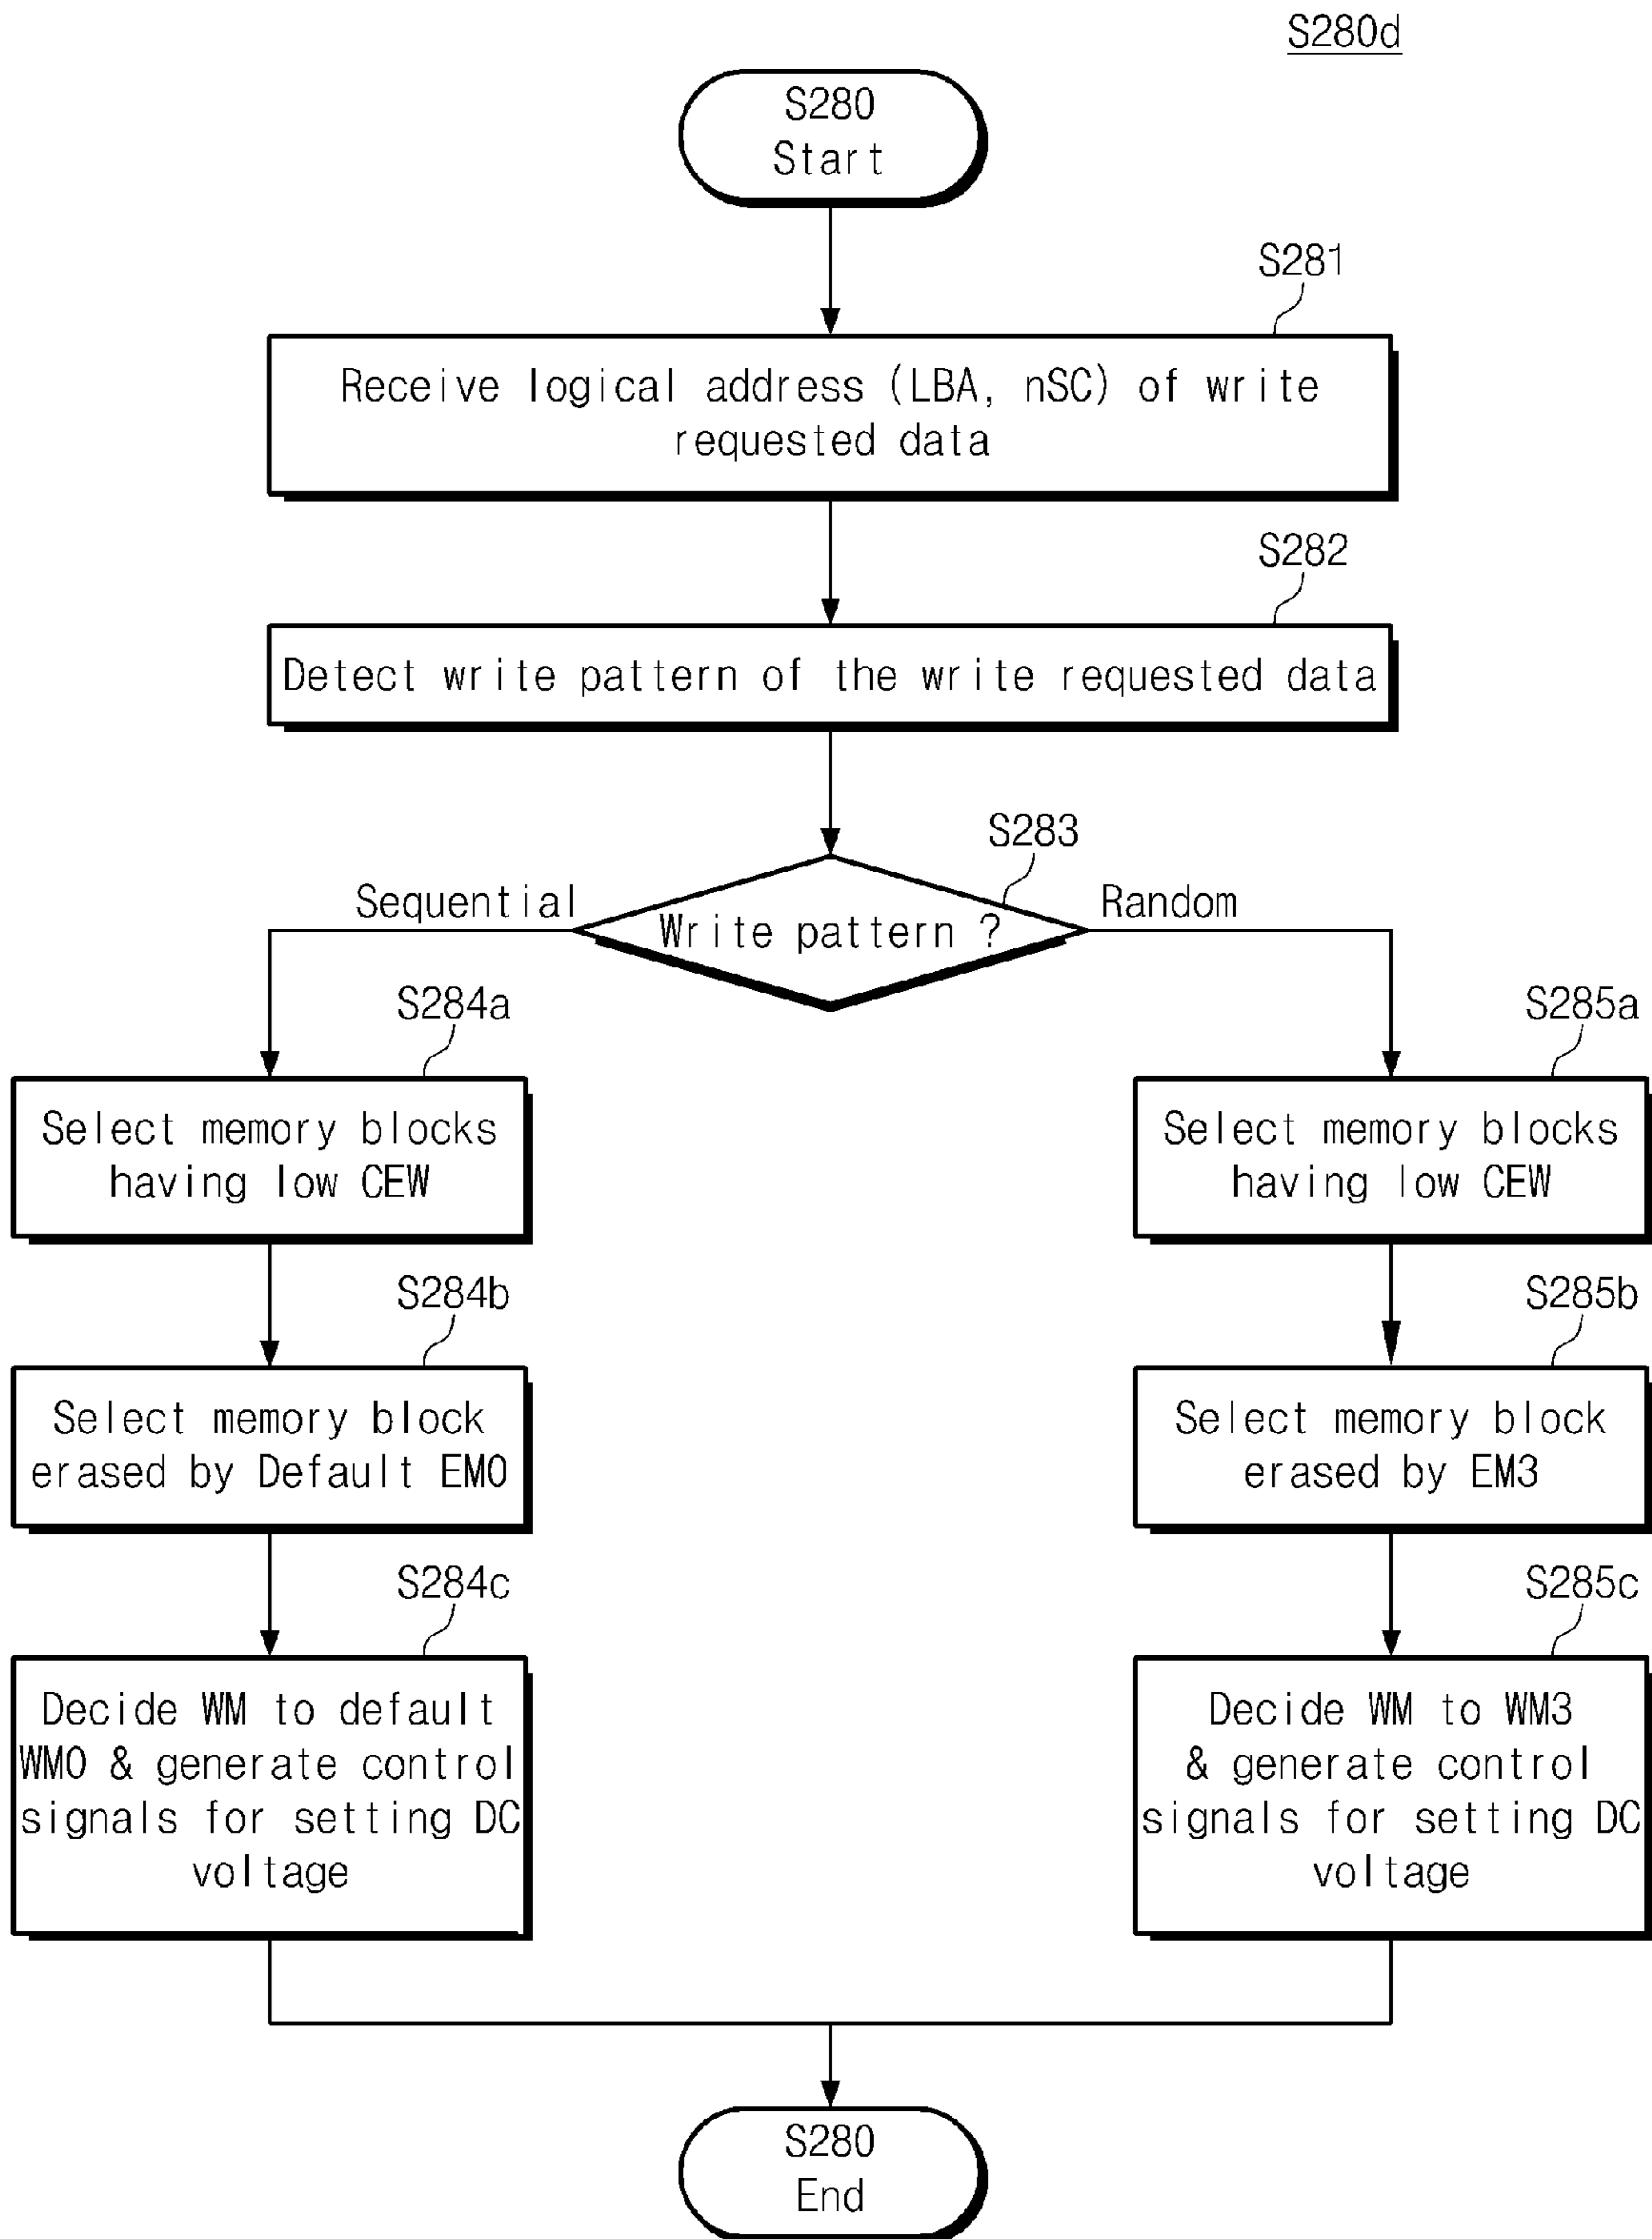 S280d
S280
Start
S281
Receive logical address (LBA, nSC) of write
requested data
S282
Detect write pattern of the write requested data
S283
Sequential
Write pattern ?
Random
S284a
Select memory blocks
having low CEW
S285a
Select memory blocks
having low CEW
S284b
Select memory block
erased by Default EM0
S285b
Select memory block
erased by EM3
S284c
Decide WM to default
WM0 & generate control
signals for setting DC
voltage
S285c
Decide WM to WM3
& generate control
signals for setting DC
voltage
S280
End